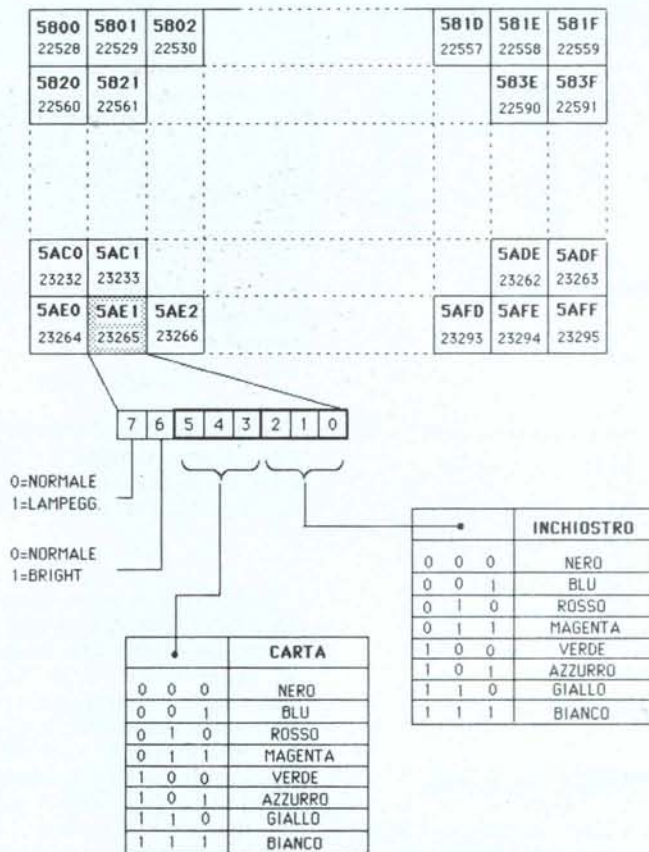 5800 5801 5802 581D 581E 581F
22528 22529 22530 22557 22558 22559
5820 5821 583E 583F
22560 22561 22590 22591
5AC0 5AC1 5ADE 5ADF
23232 23233 23262 23263
5AE0 5AE1 5AE2 5AFD 5AFE 5AFF
23264 23265 23266 23293 23294 23295
7 6 5 4 3 2 1 0
0=NORMALE
1=LAMPEGG.
0=NORMALE
1=BRIGHT
INCHIOSTRO
0 0 0 NERO
0 0 1 BLU
0 1 0 ROSSO
0 1 1 MAGENTA
1 0 0 VERDE
1 0 1 AZZURRO
1 1 0 GIALLO
1 1 1 BIANCO
CARTA
0 0 0 NERO
0 0 1 BLU
0 1 0 ROSSO
0 1 1 MAGENTA
1 0 0 VERDE
1 0 1 AZZURRO
1 1 0 GIALLO
1 1 1 BIANCO